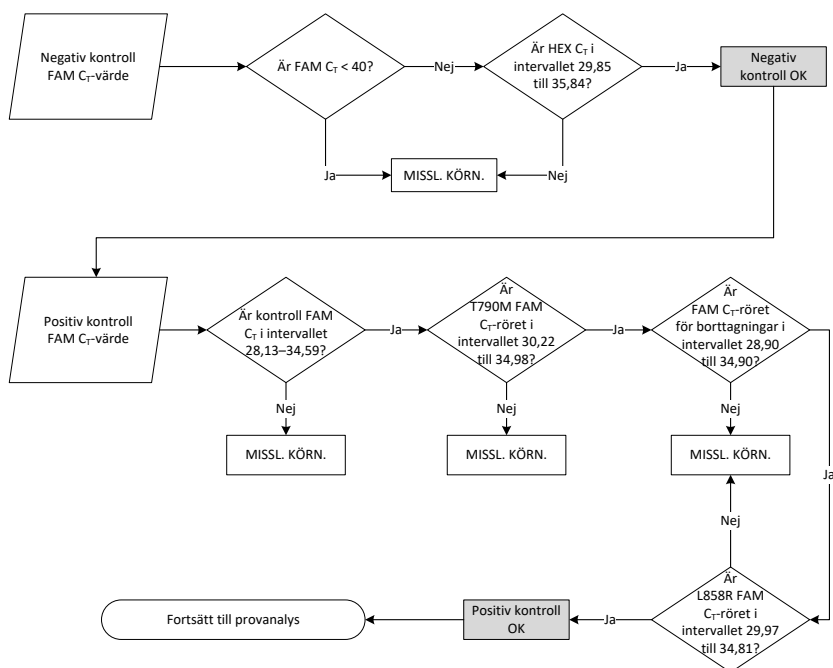 Negativ kontroll
FAM CT-värde
Är FAM CT < 40?
Nej
Är HEX CT i
intervallet 29,85
till 35,84?
Ja
Negativ
kontroll OK
Ja
MISSL. KÖRN.
Nej
Positiv kontroll
FAM CT-värde
Är kontroll FAM
CT i intervallet
28,13–34,59?
Ja
Är
T790M FAM
CT-röret i
intervallet 30,22
till 34,98?
Ja
Är
FAM CT-röret
för borttagningar i
intervallet 28,90
till 34,90?
Ja
Nej
MISSL. KÖRN.
Nej
MISSL. KÖRN.
Nej
MISSL. KÖRN.
Nej
Är
L858R FAM
CT-röret i
intervallet 29,97
till 34,81?
Ja
Positiv kontroll
OK
Fortsätt till provanalys